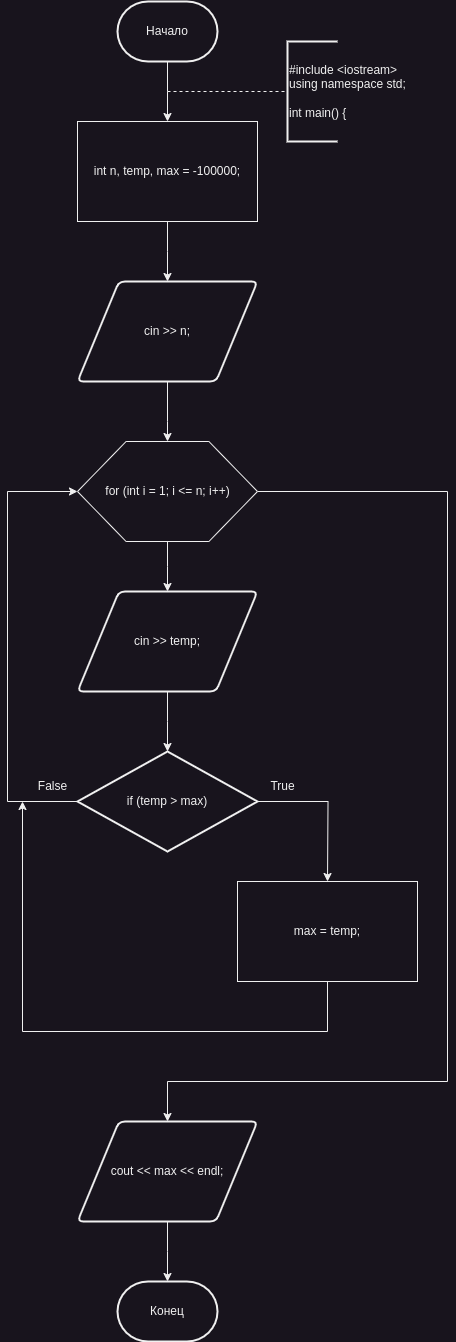 Начало
#include <iostream>
using namespace std;
int main() {
int n, temp, max = -100000;
cin >> n;
for (int i = 1; i <= n; i++)
cin >> temp;
False
True
if (temp > max)
max = temp;
cout << max << endl;
Конец